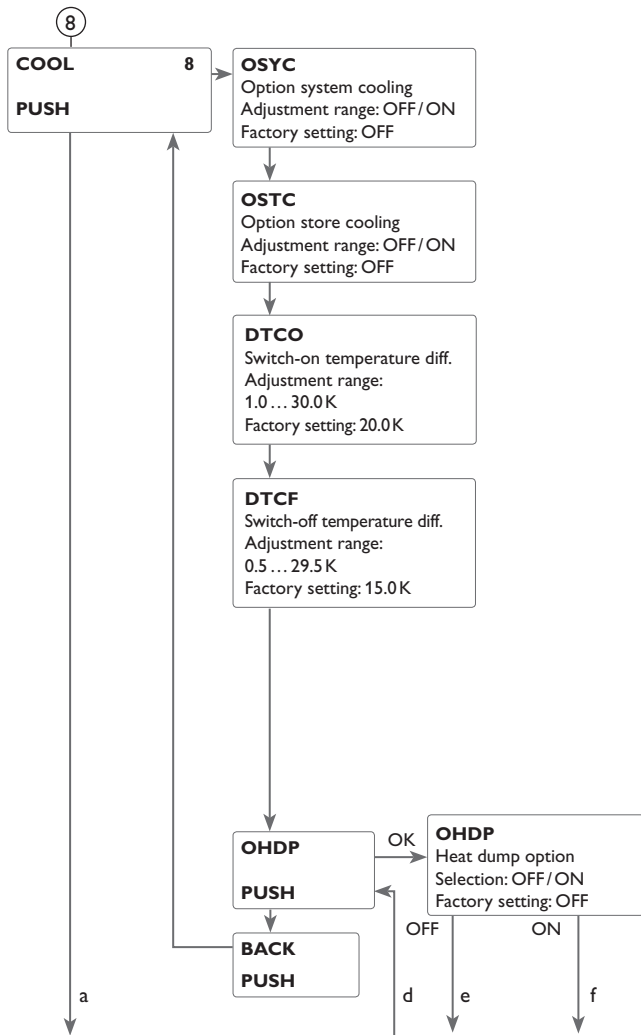 8
COOL 8
PUSH
OSYC
Option system cooling
Adjustment range: OFF / ON
Factory setting: OFF
OSTC
Option store cooling
Adjustment range: OFF / ON
Factory setting: OFF
DTCO
Switch-on temperature diff.
Adjustment range:
1.0 … 30.0 K
Factory setting: 20.0 K
DTCF
Switch-off temperature diff.
Adjustment range:
0.5 … 29.5 K
Factory setting: 15.0 K
OHDP
PUSH
OK
OHDP
Heat dump option
Selection: OFF / ON
Factory setting: OFF
OFF ON
BACK
PUSH
a d e f